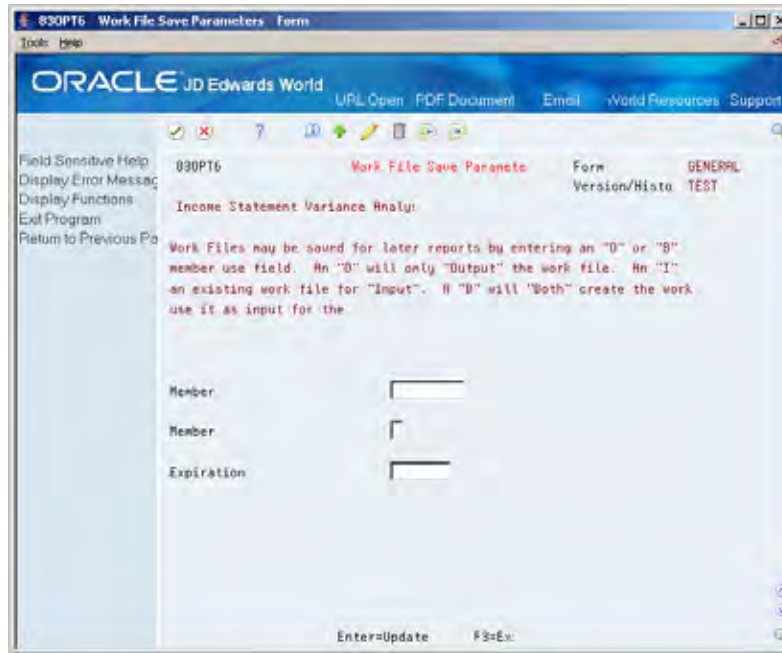 830PT6 Work File Save Parameters Form
Tools Help
ORACLE JD Edwards World
URL Open PDF Document Email World Resources Support
Field Sensitive Help
Display Error Messag
Display Functions
Exit Program
Return to Previous Pa
830PT6 Work File Save Paramete Form GENERAL
Version/Histo TEST
Income Statement Variance Analy:
Work Files may be saved for later reports by entering an "O" or "B"
member use field. An "O" will only "Output" the work file. An "I"
an existing work file for "Input". A "B" will "Both" create the work
use it as input for the
Member
Member
Expiration
Enter=Update F3=Ex: